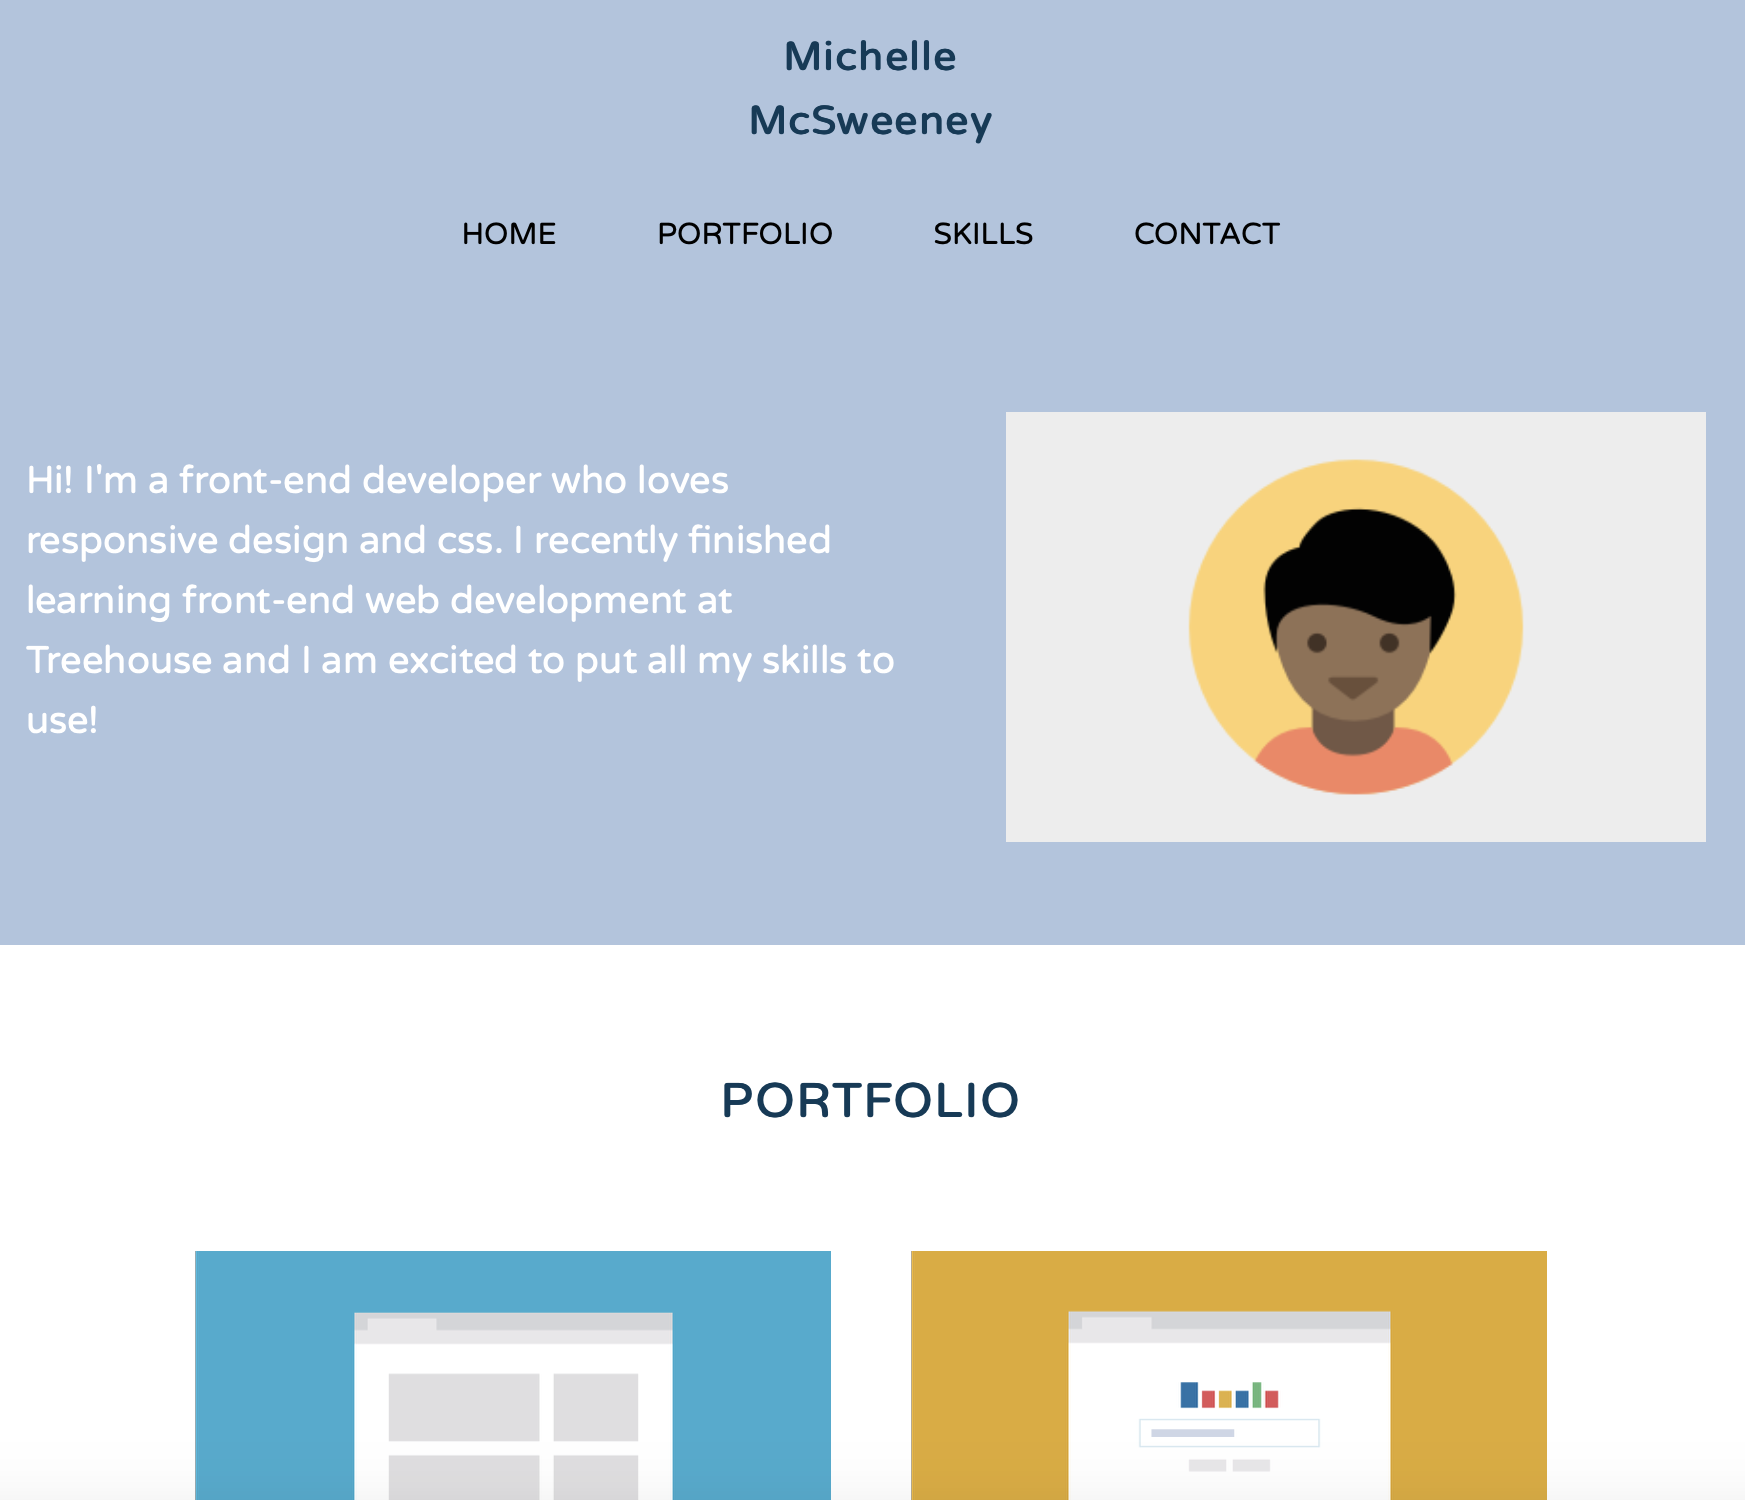 Michelle
McSweeney
HOME PORTFOLIO SKILLS CONTACT
Hi! I'm a front-end developer who loves
responsive design and css. I recently finished
learning front-end web development at
Treehouse and I am excited to put all my skills to
use!
PORTFOLIO